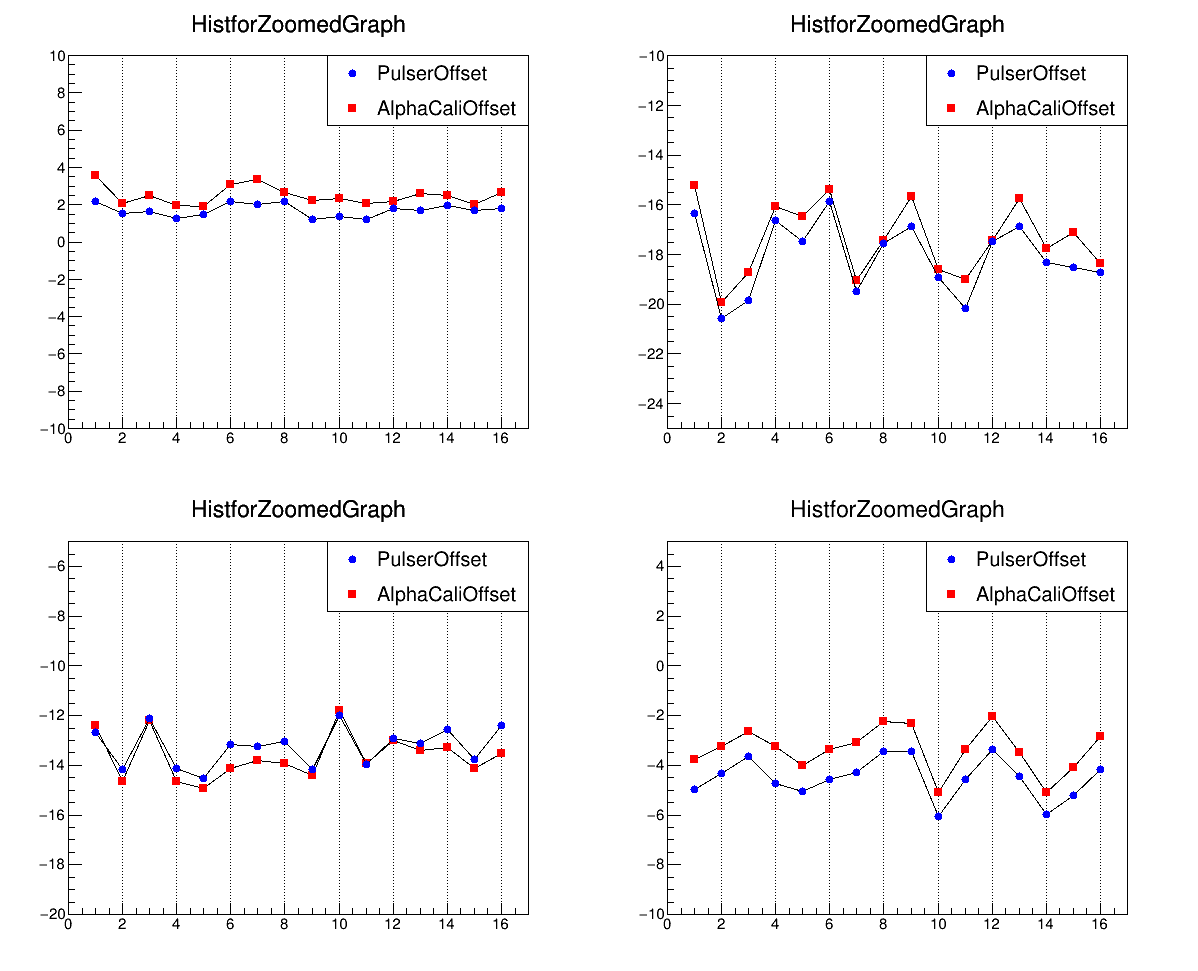 HistforZoomedGraph
PulserOffset
AlphaCaliOffset
10
8
6
4
2
0
−2
−4
−6
−8
−10
0 2 4 6 8 10 12 14 16
HistforZoomedGraph
PulserOffset
AlphaCaliOffset
−10
−12
−14
−16
−18
−20
−22
−24
0 2 4 6 8 10 12 14 16
HistforZoomedGraph
PulserOffset
AlphaCaliOffset
−6
−8
−10
−12
−14
−16
−18
−20
0 2 4 6 8 10 12 14 16
HistforZoomedGraph
PulserOffset
AlphaCaliOffset
4
2
0
−2
−4
−6
−8
−10
0 2 4 6 8 10 12 14 16